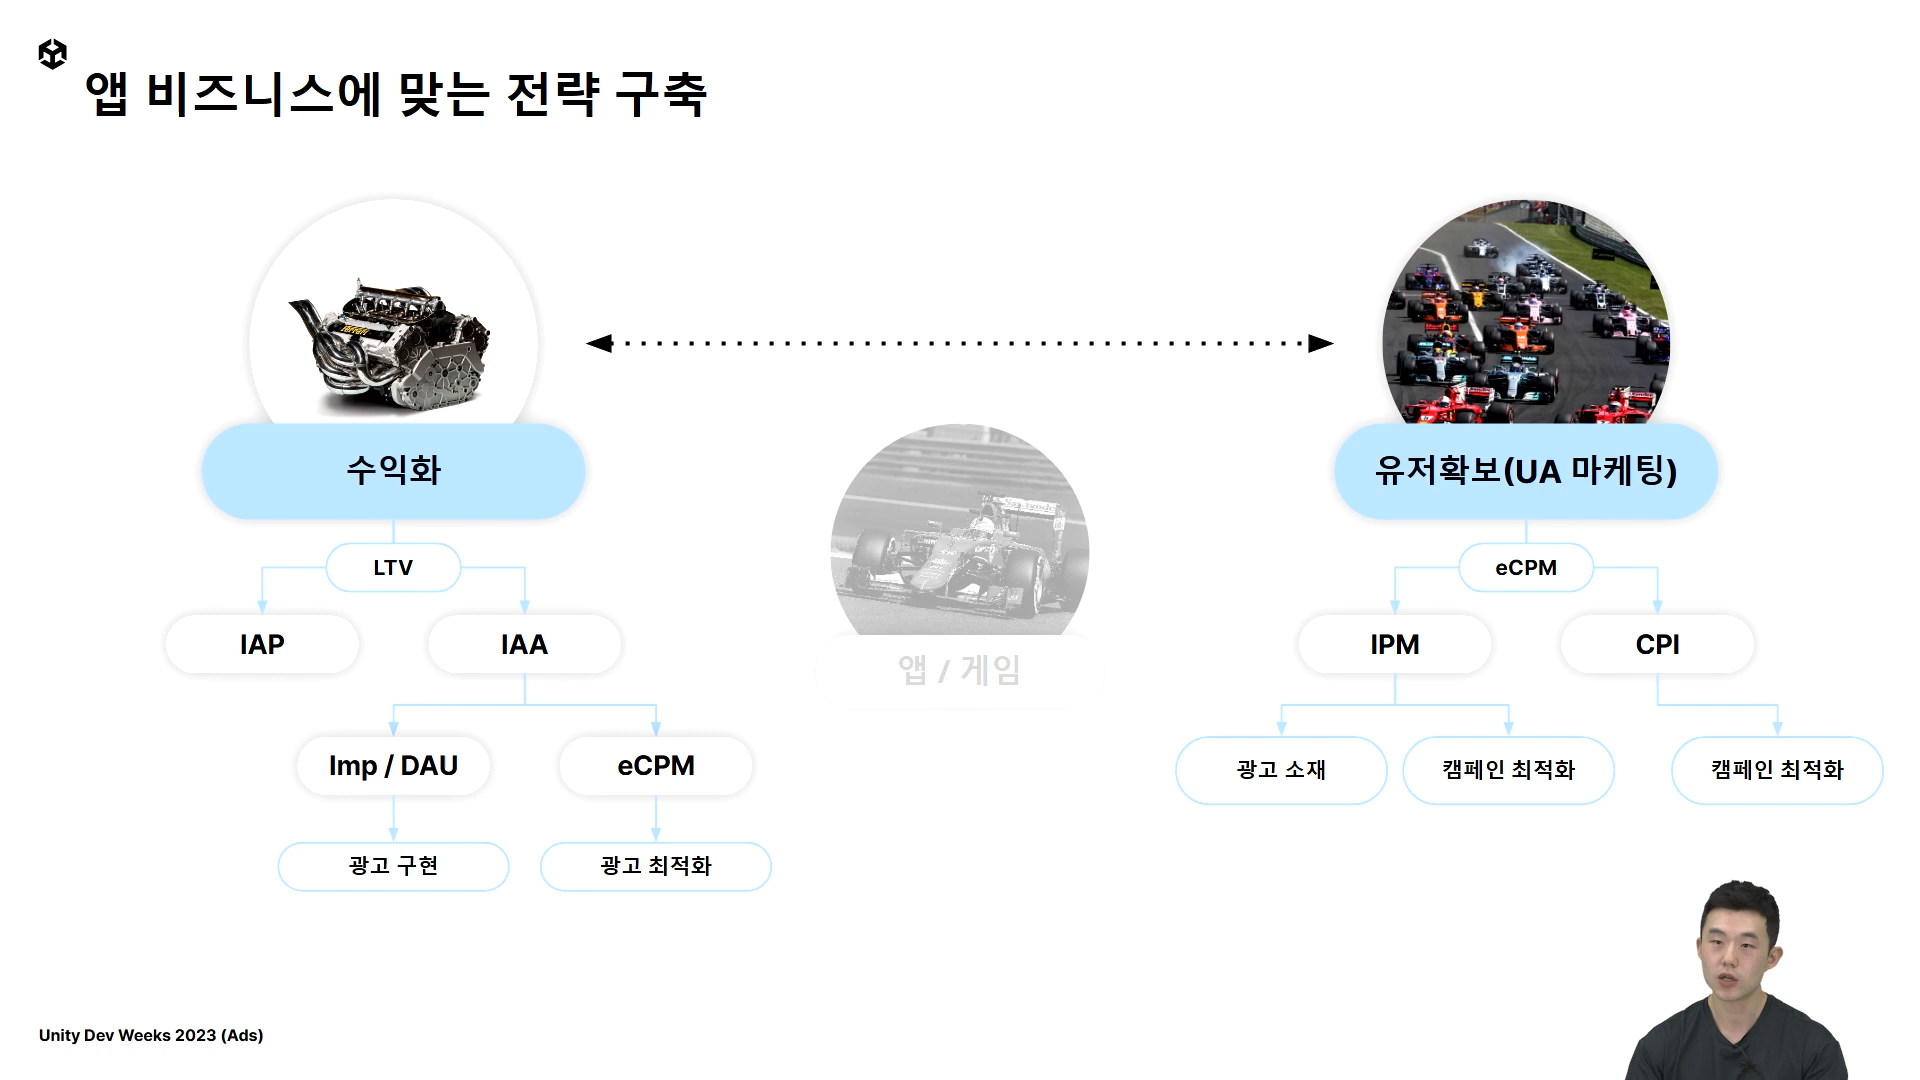 앱 비즈니스에 맞는 전략 구축
수익화
유저확보(UA 마케팅)
LTV
eCPM
IAP
IAA
IPM
CPI
앱 / 게임
Imp / DAU
eCPM
광고 소재
캠페인 최적화
캠페인 최적화
광고 구현
광고 최적화
Unity Dev Weeks 2023 (Ads)